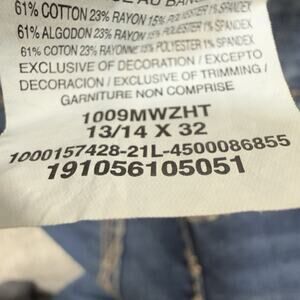 61% COTTON 23% RAYON 15% POLYESTER 1% SPANDEX
61% ALGODON 23% RAYON 15% POLYESTER 1% SPANDEX.
61% COTON 23% RAYONNE 15% POLYESTER 1% SPANDEX
EXCLUSIVE OF DECORATION / EXCEPTO
DECORACION / EXCLUSIVE OF TRIMMING /
GARNITURE NON COMPRISE
1009MWZHT
13/14 X 32
1000157428-21L-4500086855
191056105051